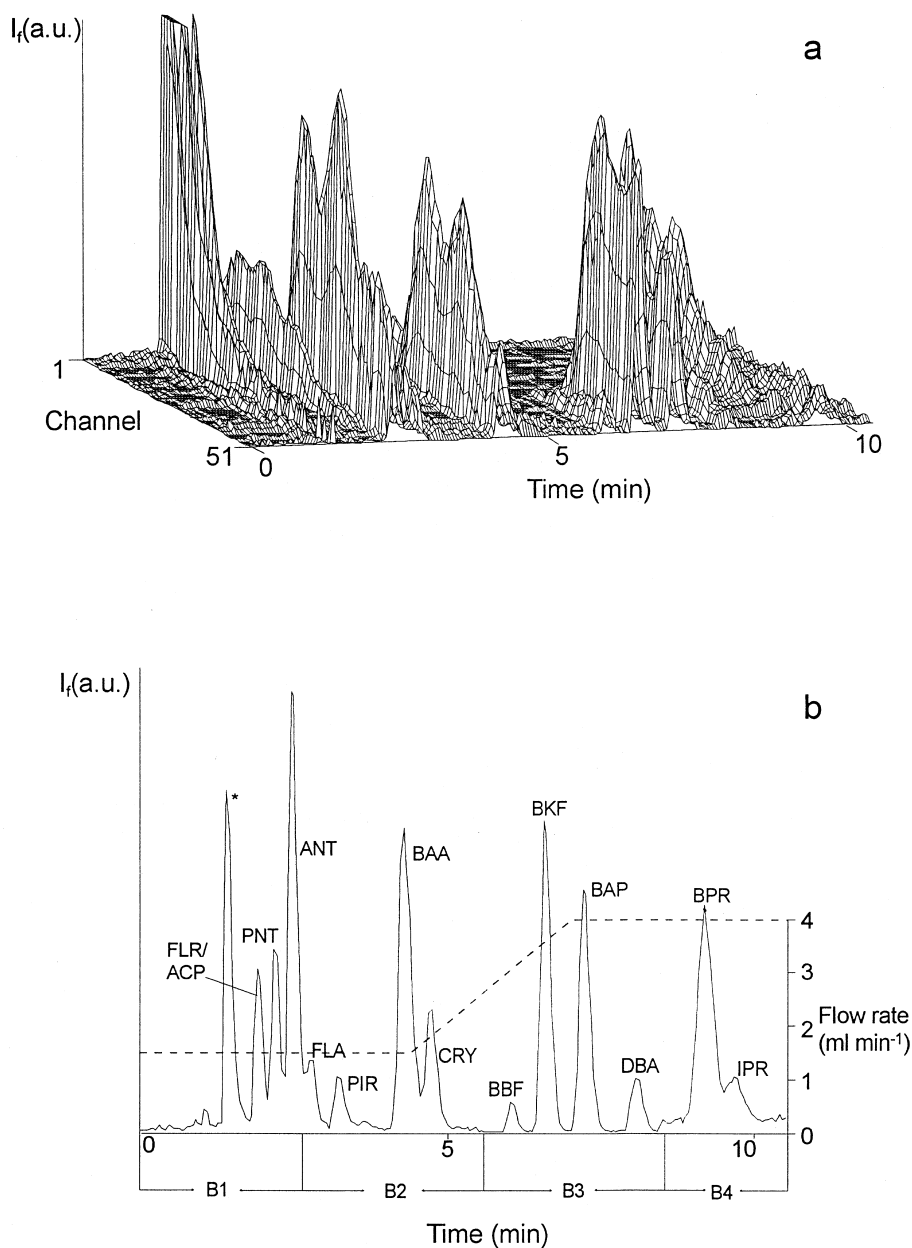 I_f(a.u.)
a
1
Channel
51
0
5
10
Time (min)
I_f(a.u.)
b
*
ANT
BAA
BKF
BAP
BPR
FLR/
ACP
PNT
FLA
PIR
CRY
BBF
DBA
IPR
4
3
2
1
0
Flow rate
(ml min⁻¹)
0
5
10
B1
B2
B3
B4
Time (min)